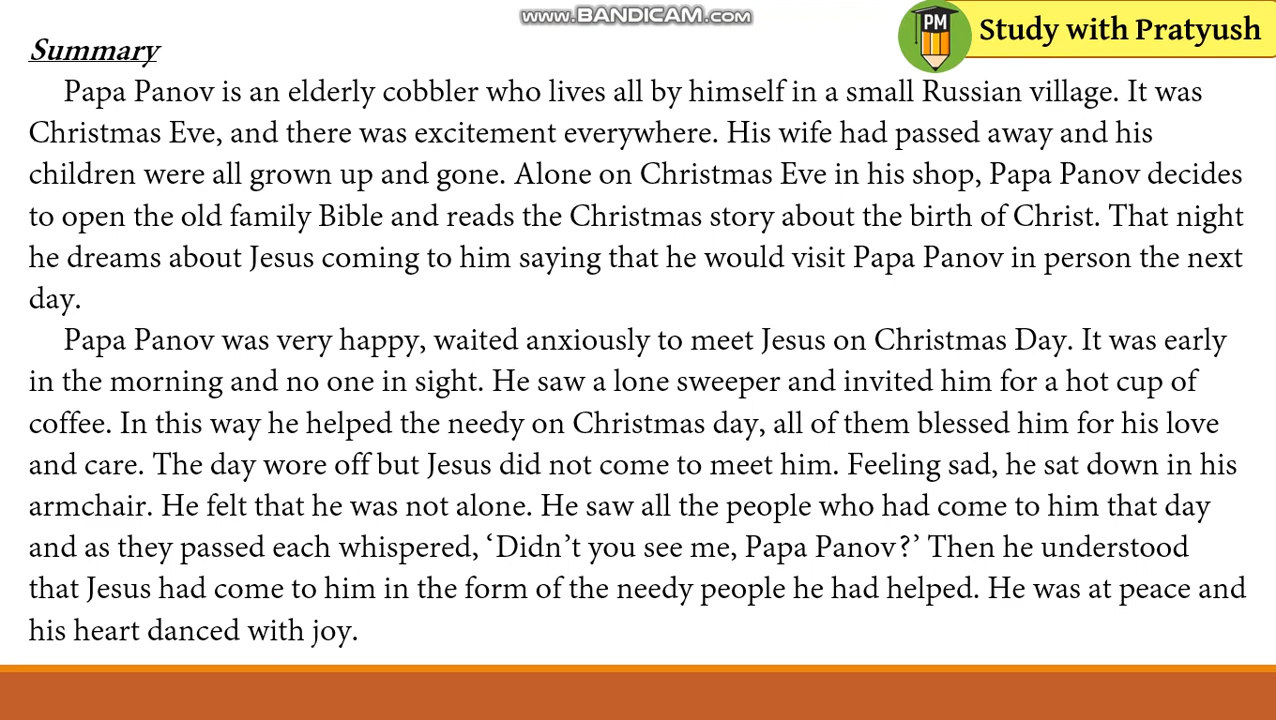 www.BANDICAM.com
PM
Study with Pratyush
Summary
Papa Panov is an elderly cobbler who lives all by himself in a small Russian village. It was
Christmas Eve, and there was excitement everywhere. His wife had passed away and his
children were all grown up and gone. Alone on Christmas Eve in his shop, Papa Panov decides
to open the old family Bible and reads the Christmas story about the birth of Christ. That night
he dreams about Jesus coming to him saying that he would visit Papa Panov in person the next
day.
Papa Panov was very happy, waited anxiously to meet Jesus on Christmas Day. It was early
in the morning and no one in sight. He saw a lone sweeper and invited him for a hot cup of
coffee. In this way he helped the needy on Christmas day, all of them blessed him for his love
and care. The day wore off but Jesus did not come to meet him. Feeling sad, he sat down in his
armchair. He felt that he was not alone. He saw all the people who had come to him that day
and as they passed each whispered, ‘Didn’t you see me, Papa Panov?’ Then he understood
that Jesus had come to him in the form of the needy people he had helped. He was at peace and
his heart danced with joy.